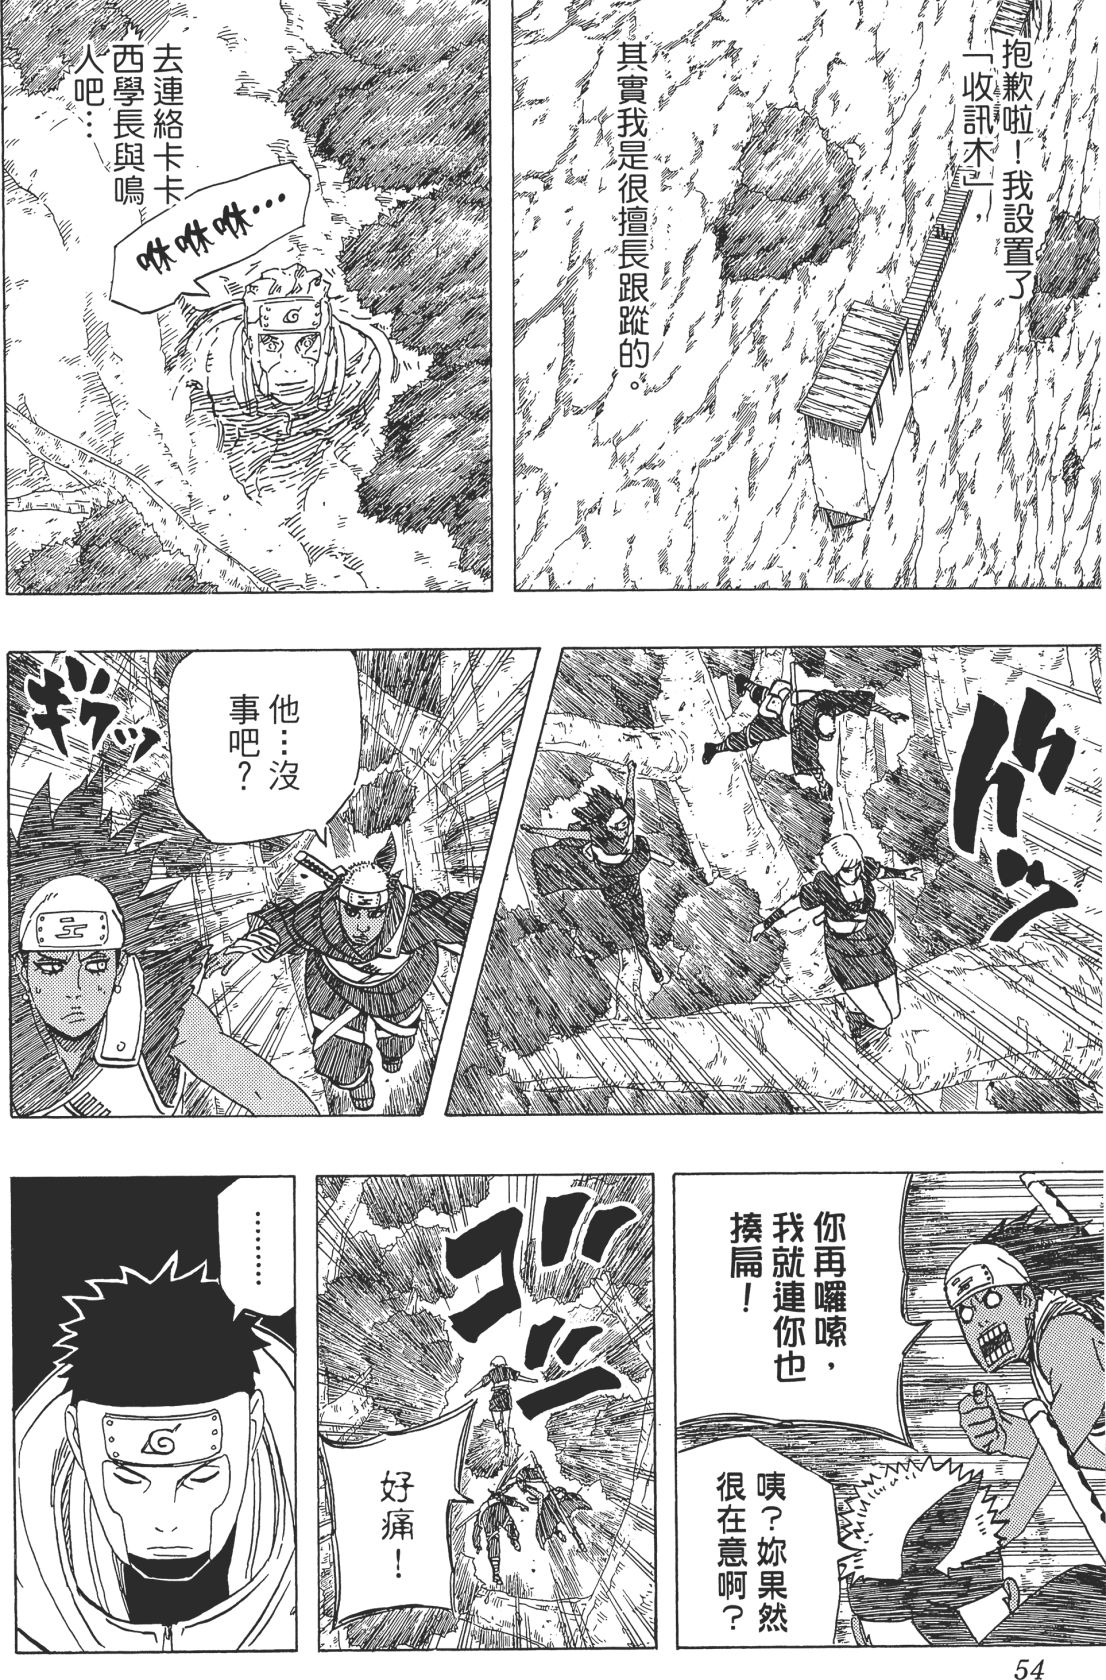 抱歉啦！我設置了
「收訊木」，
其實我是很擅長跟蹤的。
去連絡卡卡
西學長與鳴
人吧…
咻咻咻…
ドドッ
他…沒
事吧？
ギッ
你再囉嗦，
我就連你也
揍扁！
咦？妳果然
很在意啊？
ゴッ
好痛！
………
54